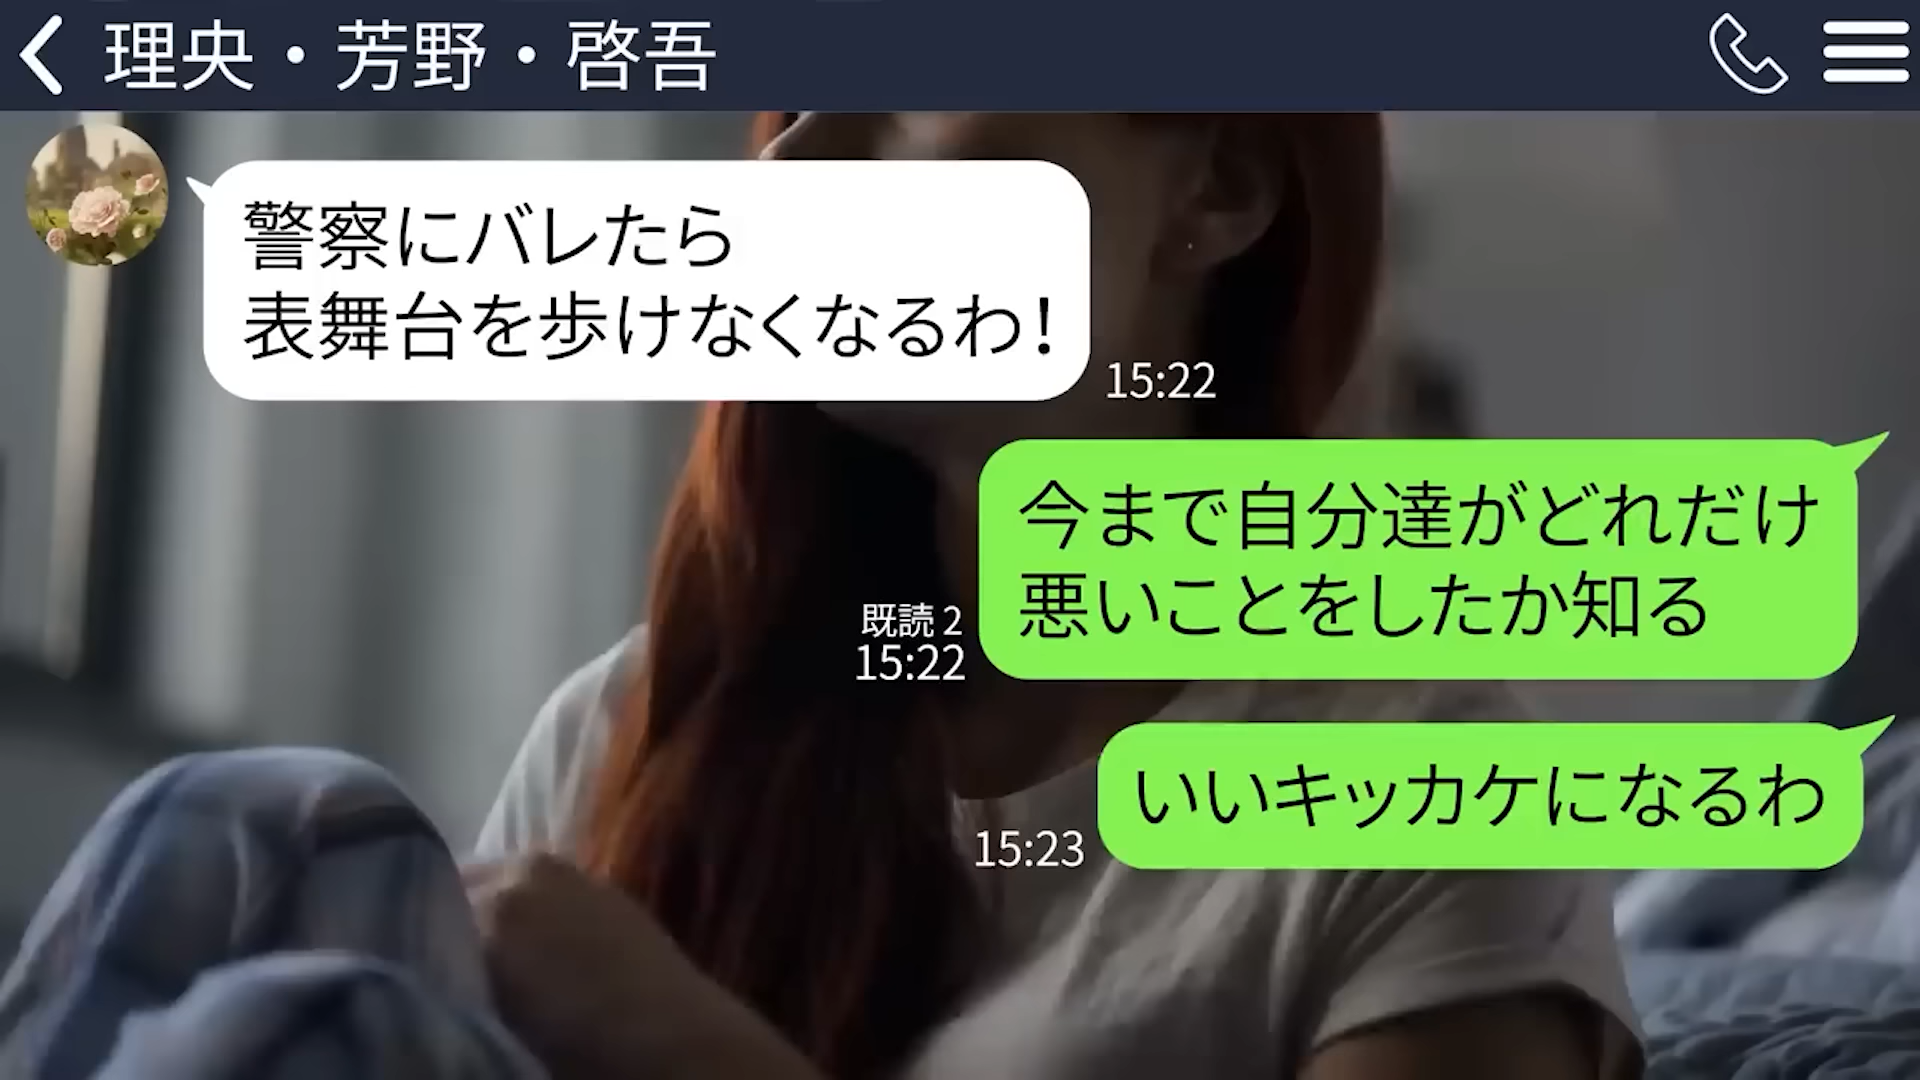 理央・芳野・啓吾
警察にバレたら
表舞台を歩けなくなるわ！
15:22
今まで自分達がどれだけ
悪いことをしたか知る
既読 2
15:22
いいキッカケになるわ
15:23